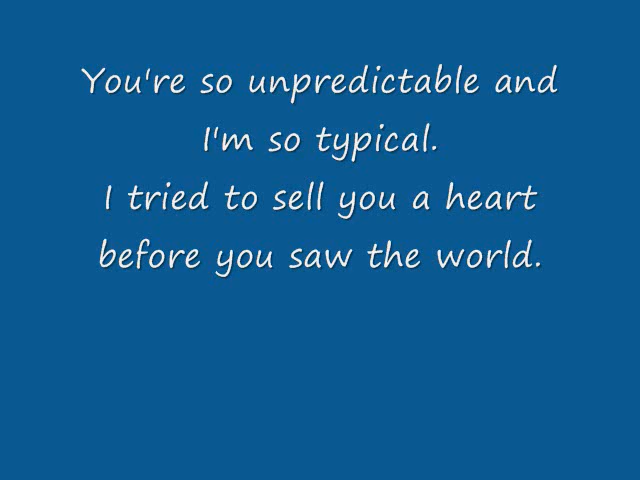 You're so unpredictable and
I'm so typical.
I tried to sell you a heart
before you saw the world.